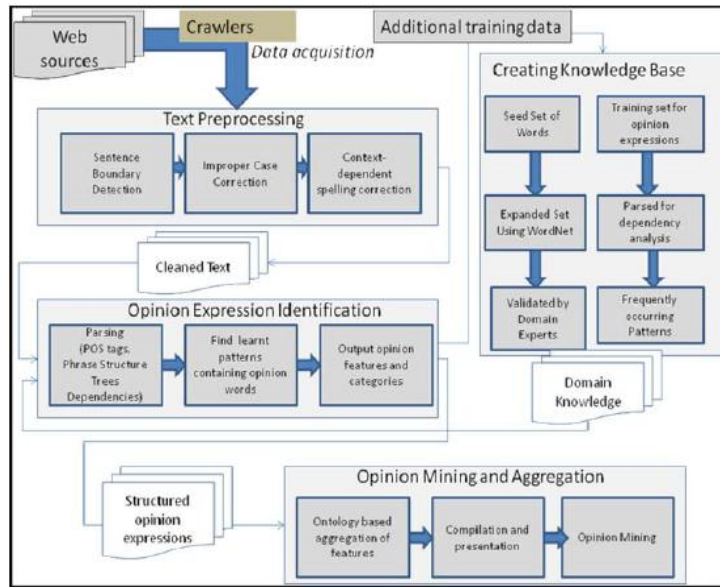 Web
sources
Crawlers
Data acquisition
Additional training data
Creating Knowledge Base
Seed Set of
Words
Training set for
opinion
expressions
Expanded Set
Using WordNet
Parsed for
dependency
analysis
Validated by
Domain
Experts
Frequently
occurring
Patterns
Domain
Knowledge
Text Preprocessing
Sentence
Boundary
Detection
Improper Case
Correction
Context-
dependent
spelling correction
Cleaned Text
Opinion Expression Identification
Parsing
(POS tags,
Phrase Structure
Trees
Dependencies)
Find learnt
patterns
containing opinion
words
Output opinion
features and
categories
Structured
opinion
expressions
Opinion Mining and Aggregation
Ontology based
aggregation of
features
Compilation and
presentation
Opinion Mining